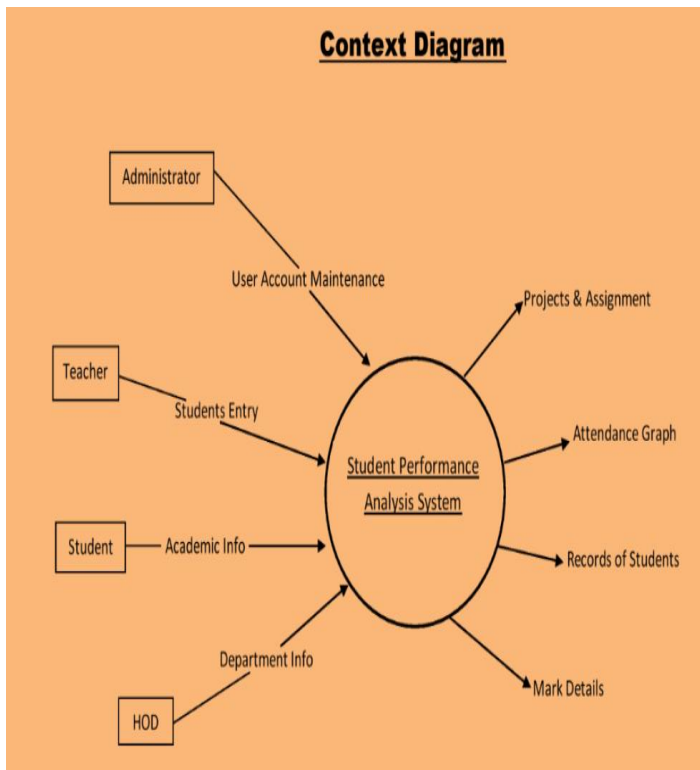 Context Diagram
Administrator
User Account Maintenance
Projects & Assignment
Teacher
Students Entry
Attendance Graph
Student Performance
Analysis System
Student
Academic Info
Records of Students
Department Info
Mark Details
HOD